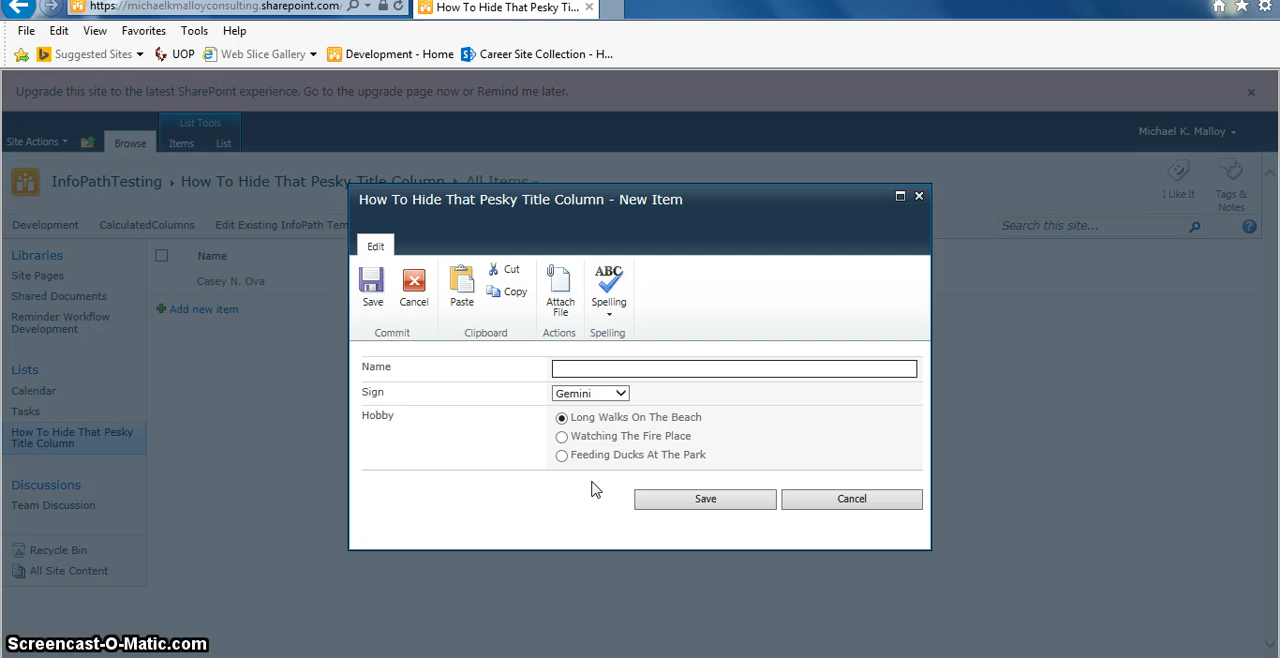 https://michaelkmalloyconsulting.sharepoint.com/
How To Hide That Pesky Ti...
File Edit View Favorites Tools Help
Suggested Sites UOP Web Slice Gallery Development - Home Career Site Collection - H...
Upgrade this site to the latest SharePoint experience. Go to the upgrade page now or Remind me later.
List Tools
Site Actions Browse Items List
Michael K. Malloy
InfoPathTesting How To Hide That Pesky Title Column All Items
I Like It
Tags &
Notes
Development CalculatedColumns Edit Existing InfoPath Tem
Search this site...
Libraries
Site Pages
Shared Documents
Reminder Workflow
Development
Lists
Calendar
Tasks
How To Hide That Pesky
Title Column
Discussions
Team Discussion
Recycle Bin
All Site Content
Name
Casey N. Ova
Add new item
How To Hide That Pesky Title Column - New Item
Edit
Save
Cancel
Commit
Paste
Cut
Copy
Clipboard
Attach
File
Actions
ABC
Spelling
Spelling
Name
Sign Gemini
Hobby Long Walks On The Beach
Watching The Fire Place
Feeding Ducks At The Park
Save Cancel
Screencast-O-Matic.com